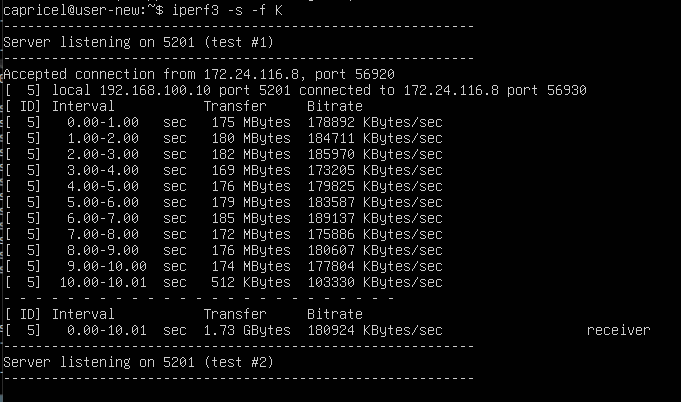 capricel@user-new:~$ iperf3 -s -f K
-----------------------------------------------------------
Server listening on 5201 (test #1)
-----------------------------------------------------------
Accepted connection from 172.24.116.8, port 56920
[  5] local 192.168.100.10 port 5201 connected to 172.24.116.8 port 56930
[ ID] Interval           Transfer     Bitrate
[  5]   0.00-1.00   sec   175 MBytes  178892 KBytes/sec
[  5]   1.00-2.00   sec   180 MBytes  184711 KBytes/sec
[  5]   2.00-3.00   sec   182 MBytes  185970 KBytes/sec
[  5]   3.00-4.00   sec   169 MBytes  173205 KBytes/sec
[  5]   4.00-5.00   sec   176 MBytes  179825 KBytes/sec
[  5]   5.00-6.00   sec   179 MBytes  183587 KBytes/sec
[  5]   6.00-7.00   sec   185 MBytes  189137 KBytes/sec
[  5]   7.00-8.00   sec   172 MBytes  175886 KBytes/sec
[  5]   8.00-9.00   sec   176 MBytes  180607 KBytes/sec
[  5]   9.00-10.00  sec   174 MBytes  177804 KBytes/sec
[  5]  10.00-10.01  sec   512 KBytes  103330 KBytes/sec
- - - - - - - - - - - - - - - - - - - - - - - - -
[ ID] Interval           Transfer     Bitrate
[  5]   0.00-10.01  sec  1.73 GBytes  180924 KBytes/sec                  receiver
-----------------------------------------------------------
Server listening on 5201 (test #2)
-----------------------------------------------------------